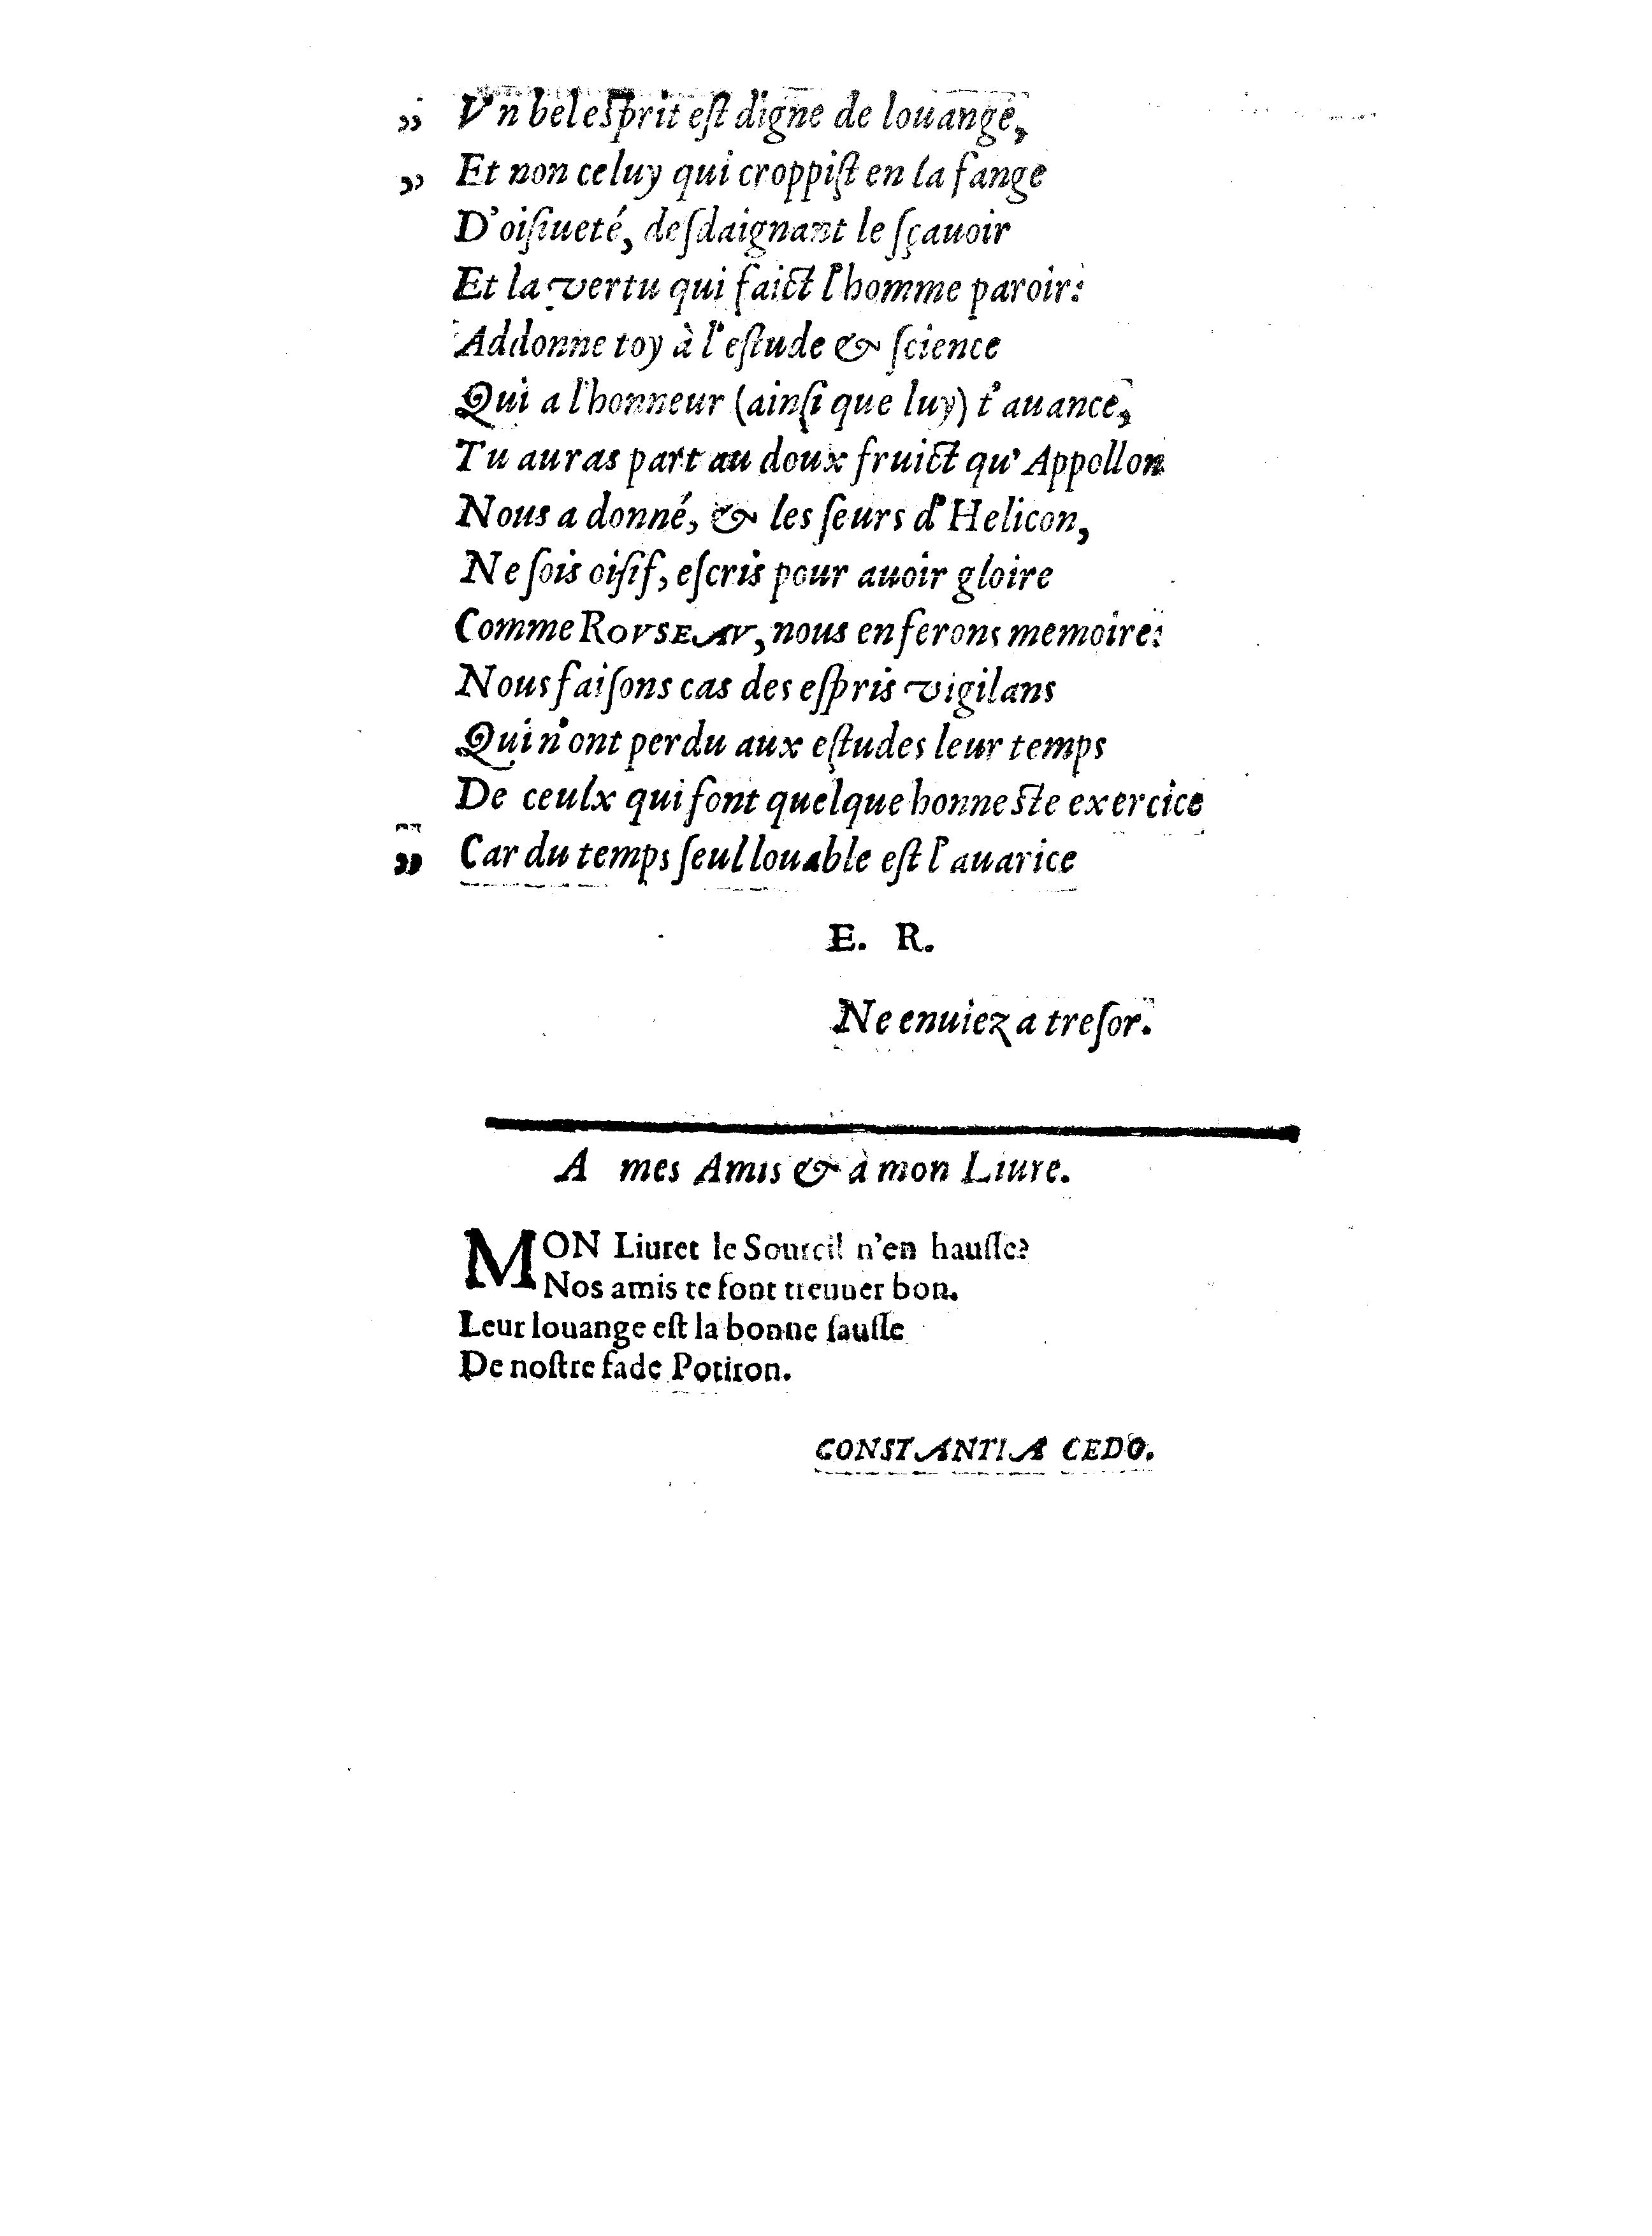 „ Vn bel esprit est digne de louange,
„ Et non celuy qui croppist en la fange
D'oiſiueté, deſdaignant le ſçauoir
Et la vertu qui faict l'homme paroir:
Addonne toy à l'eſtude & ſcience
Qui a l'honneur (ainſi que luy) t'auance,
Tu auras part au doux fruict qu'Appollon
Nous a donné, & les ſeurs d'Helicon,
Ne ſois oiſif, eſcris pour auoir gloire
Comme ROVSEAV, nous en ferons memoire:
Nous faiſons cas des eſpris vigilans
Qui n'ont perdu aux eſtudes leur temps
De ceulx qui font quelque honneste exercice
„ Car du temps ſeul louable eſt l'auarice
E. R.
Ne enuiez a treſor.
A mes Amis & à mon Liure.
MON Liuret le Sourcil n'en hauſſe?
Nos amis te font treuuer bon.
Leur louange eſt la bonne ſauſſe
De noſtre fade Potiron.
CONSTANTIA CEDO.